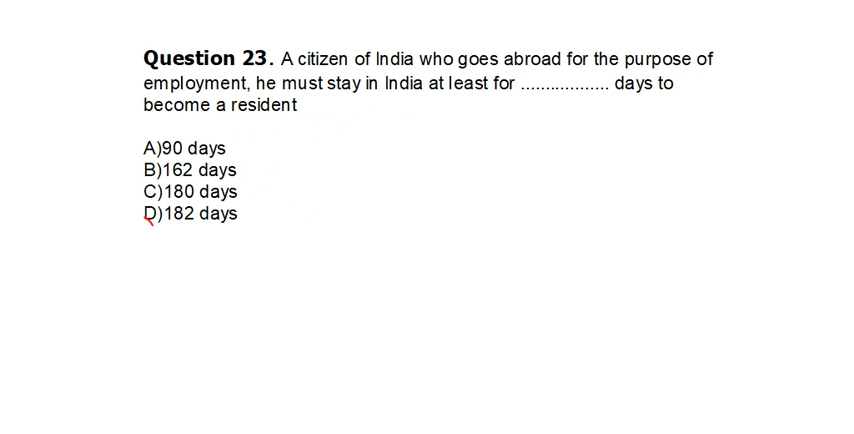 Question 23. A citizen of India who goes abroad for the purpose of
employment, he must stay in India at least for .................. days to
become a resident
A)90 days
B)162 days
C)180 days
D)182 days